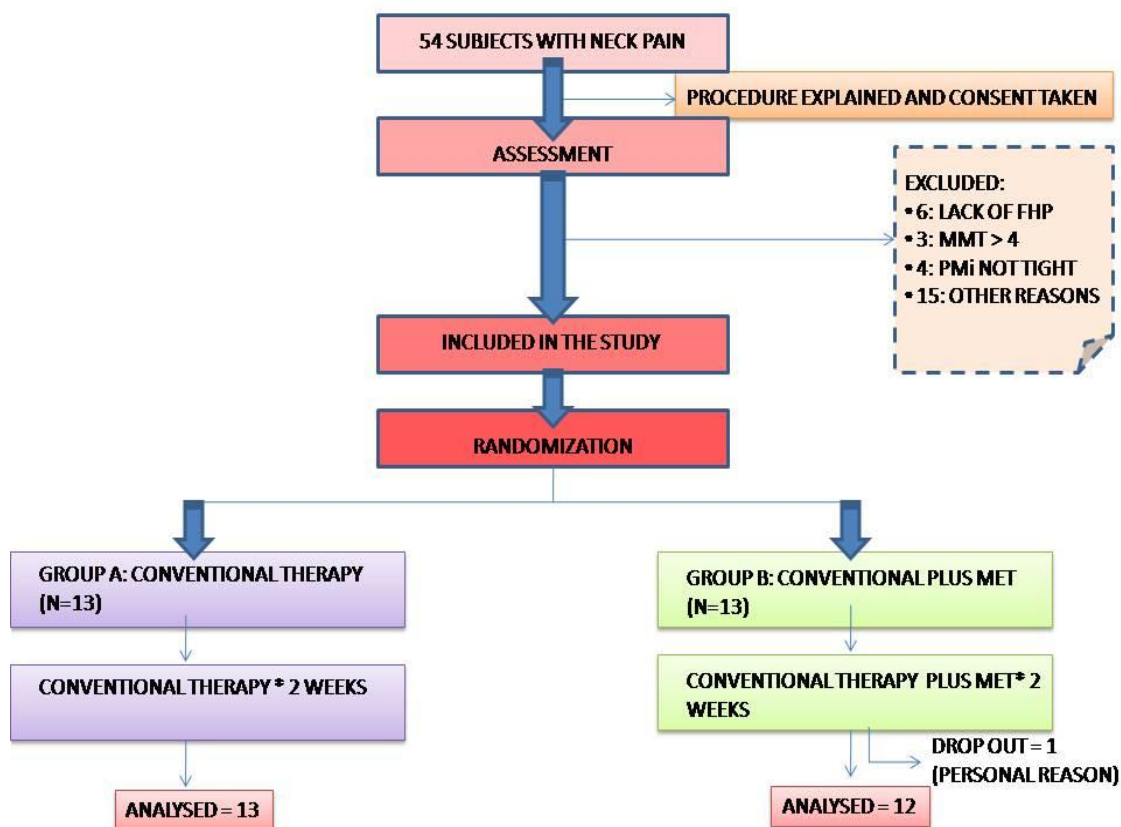 54 SUBJECTS WITH NECK PAIN
PROCEDURE EXPLAINED AND CONSENT TAKEN
ASSESSMENT
EXCLUDED:
• 6: LACK OF FHP
• 3: MMT > 4
• 4: PMi NOT TIGHT
• 15: OTHER REASONS
INCLUDED IN THE STUDY
RANDOMIZATION
GROUP A: CONVENTIONAL THERAPY
(N=13)
GROUP B: CONVENTIONAL PLUS MET
(N=13)
CONVENTIONAL THERAPY * 2 WEEKS
CONVENTIONAL THERAPY PLUS MET* 2
WEEKS
DROP OUT = 1
(PERSONAL REASON)
ANALYSED = 13
ANALYSED = 12